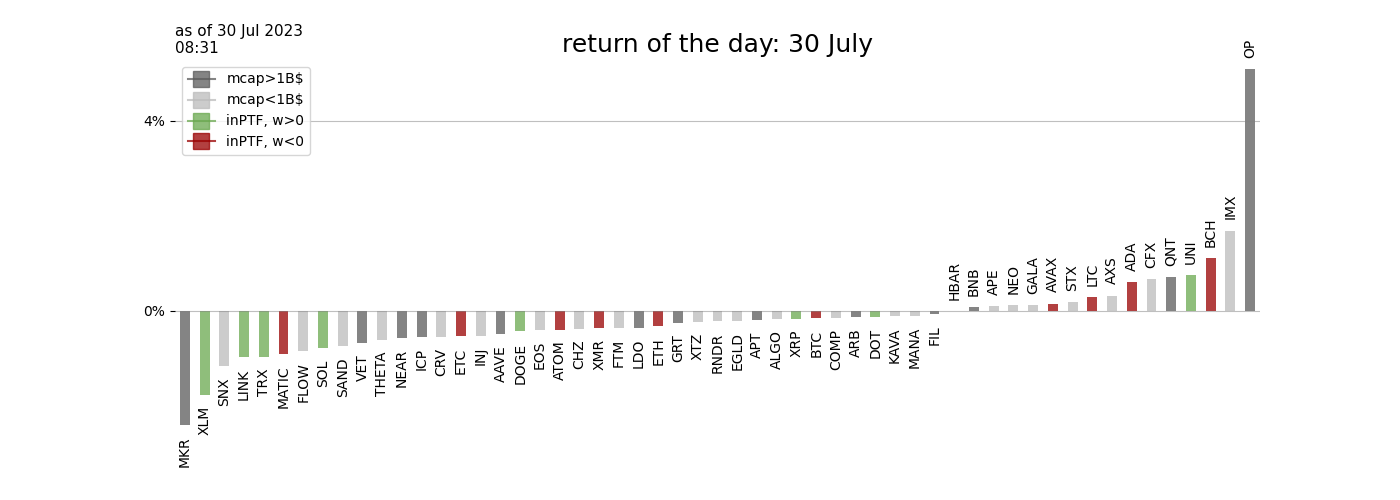 as of 30 Jul 2023
08:31
return of the day: 30 July
mcap>1B$
mcap<1B$
inPTF, w>0
inPTF, w<0
4%
0%
MKR
XLM
SNX
LINK
TRX
MATIC
FLOW
SOL
SAND
VET
THETA
NEAR
ICP
CRV
ETC
INJ
AAVE
DOGE
EOS
ATOM
CHZ
XMR
FTM
LDO
ETH
GRT
XTZ
RNDR
EGLD
APT
ALGO
XRP
BTC
COMP
ARB
DOT
KAVA
MANA
FIL
HBAR
BNB
APE
NEO
GALA
AVAX
STX
LTC
AXS
ADA
CFX
QNT
UNI
BCH
IMX
OP